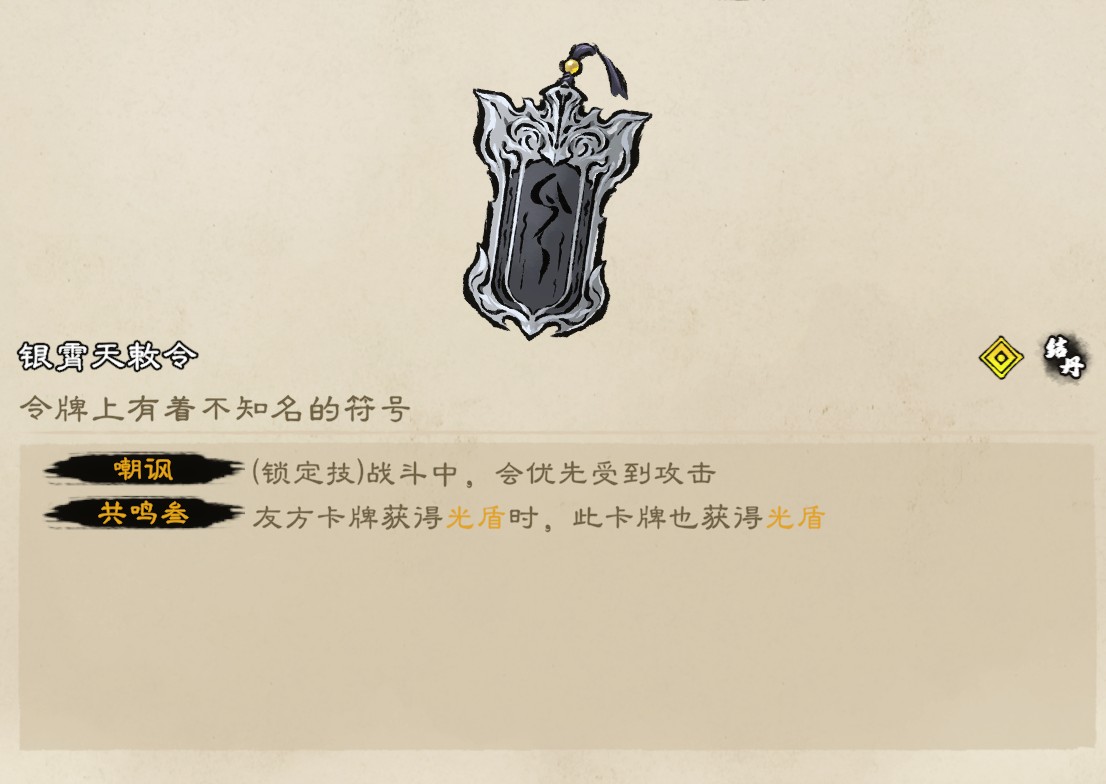 银霄天敕令
结丹
令牌上有着不知名的符号
嘲讽 (锁定技)战斗中，会优先受到攻击
共鸣叁 友方卡牌获得光盾时，此卡牌也获得光盾